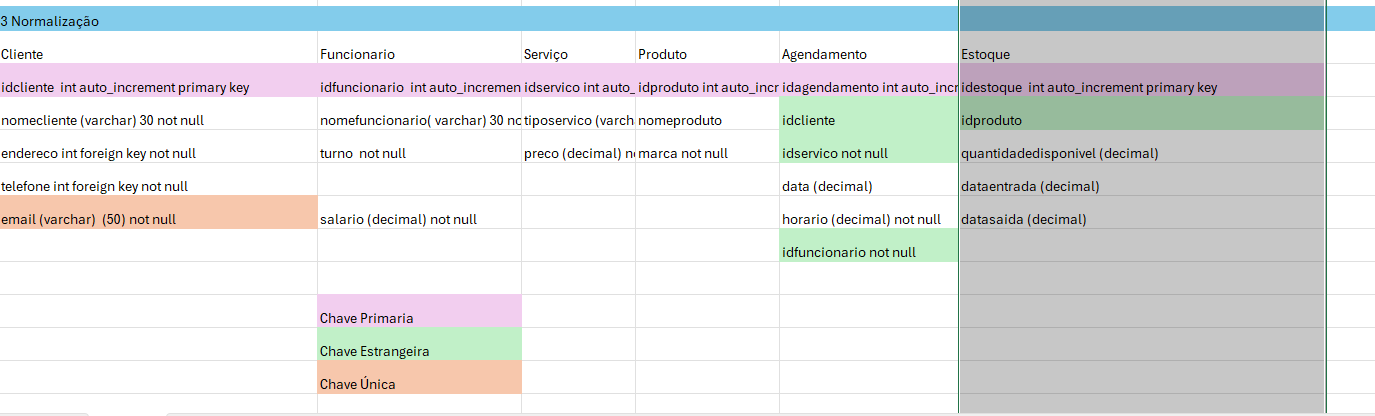 3 Normalização
Cliente Funcionario Serviço Produto Agendamento Estoque
idcliente int auto_increment primary key idfuncionario int auto_incremen idservico int auto_ idproduto int auto_incr idagendamento int auto_incr idestoque int auto_increment primary key
nomecliente (varchar) 30 not null nomefuncionario( varchar) 30 nc tiposervico (varch nomeproduto idcliente idproduto
endereco int foreign key not null turno not null preco (decimal) n marca not null idservico not null quantidadedisponivel (decimal)
telefone int foreign key not null data (decimal) dataentrada (decimal)
email (varchar) (50) not null salario (decimal) not null horario (decimal) not null datasaida (decimal)
idfuncionario not null
Chave Primaria
Chave Estrangeira
Chave Única